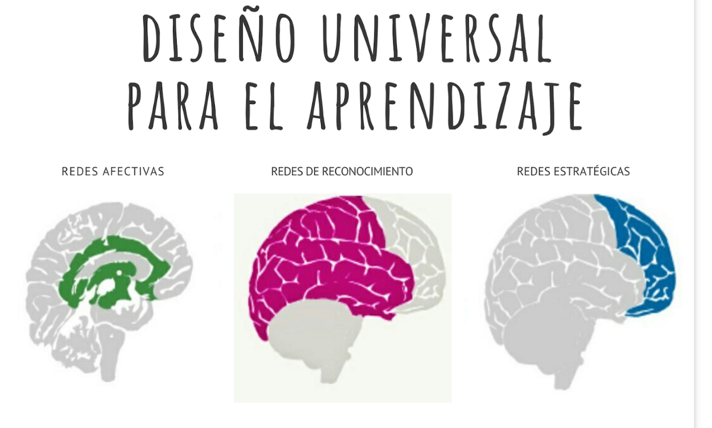 DISEÑO UNIVERSAL
PARA EL APRENDIZAJE
REDES AFECTIVAS
REDES DE RECONOCIMIENTO
REDES ESTRATÉGICAS